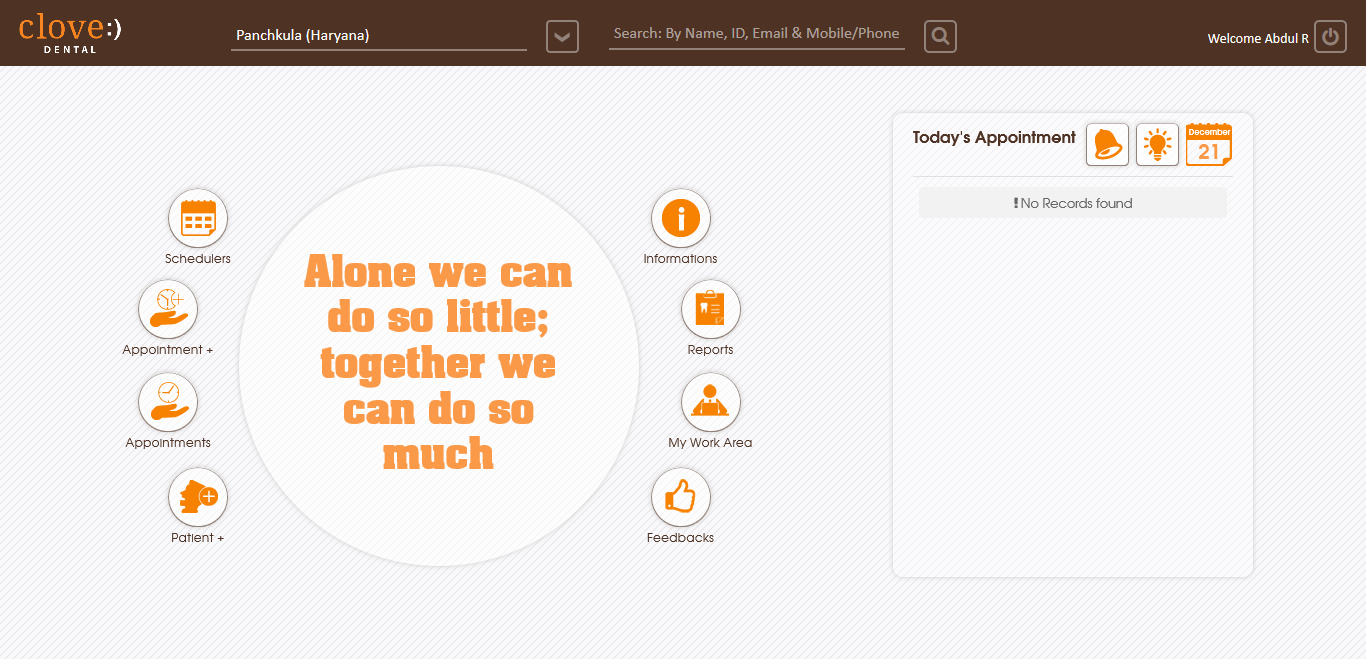 clove:)
DENTAL
Panchkula (Haryana)
Search: By Name, ID, Email & Mobile/Phone
Welcome Abdul R
Schedulers
Appointment +
Appointments
Patient +
Alone we can
do so little;
together we
can do so
much
Informations
Reports
My Work Area
Feedbacks
Today's Appointment
December
21
! No Records found